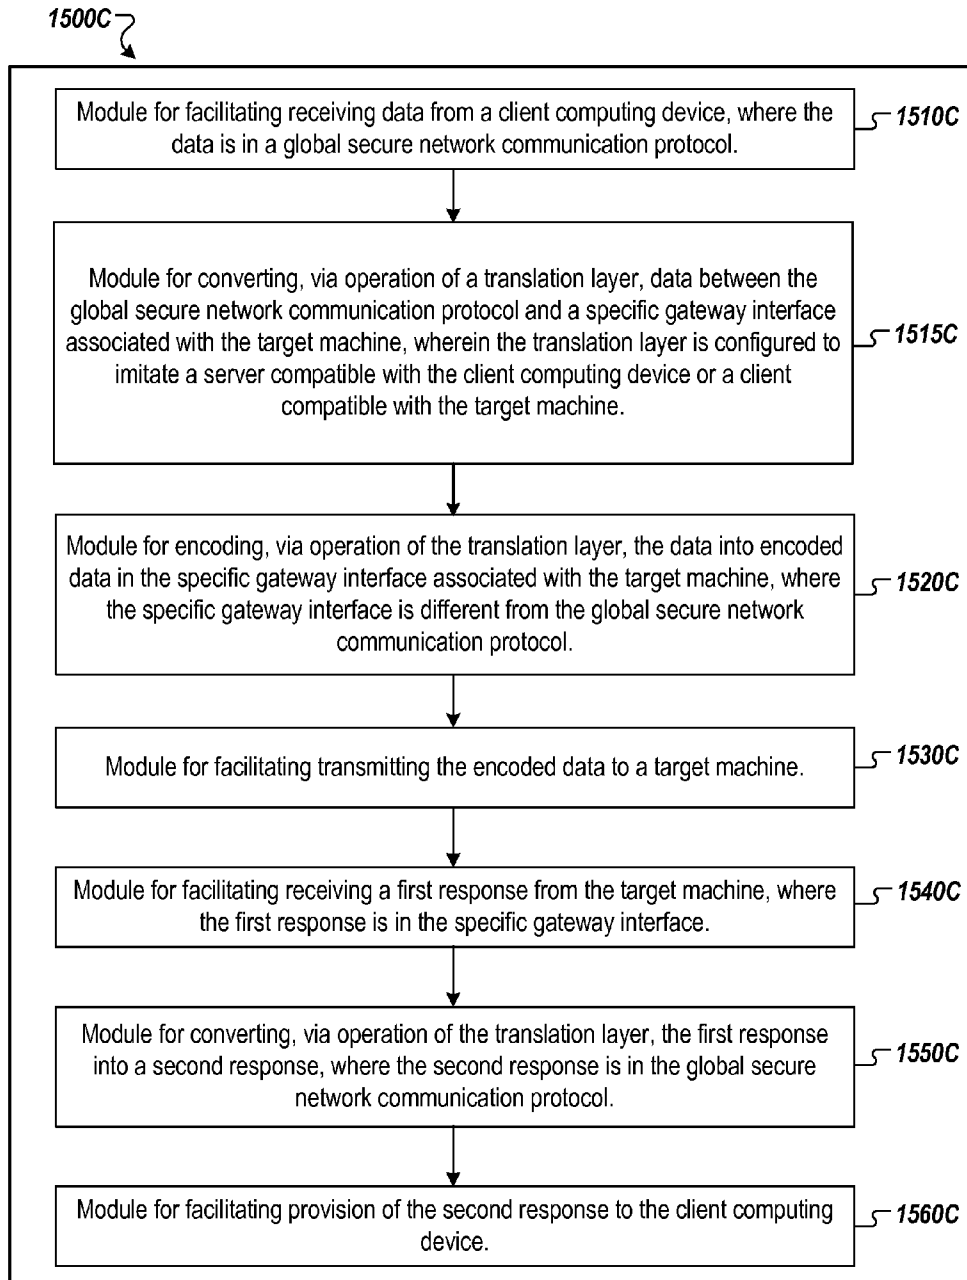 1500C
Module for facilitating receiving data from a client computing device, where the
data is in a global secure network communication protocol.
1510C
Module for converting, via operation of a translation layer, data between the
global secure network communication protocol and a specific gateway interface
associated with the target machine, wherein the translation layer is configured to
imitate a server compatible with the client computing device or a client
compatible with the target machine.
1515C
Module for encoding, via operation of the translation layer, the data into encoded
data in the specific gateway interface associated with the target machine, where
the specific gateway interface is different from the global secure network
communication protocol.
1520C
Module for facilitating transmitting the encoded data to a target machine.
1530C
Module for facilitating receiving a first response from the target machine, where
the first response is in the specific gateway interface.
1540C
Module for converting, via operation of the translation layer, the first response
into a second response, where the second response is in the global secure
network communication protocol.
1550C
Module for facilitating provision of the second response to the client computing
device.
1560C